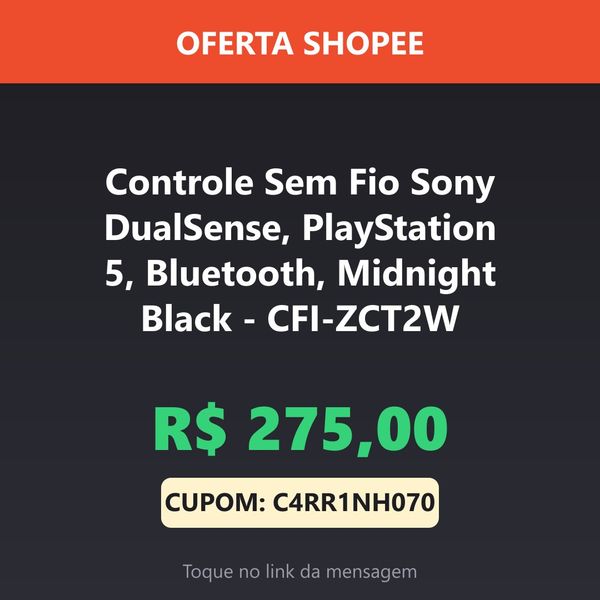 OFERTA SHOPEE
Controle Sem Fio Sony
DualSense, PlayStation
5, Bluetooth, Midnight
Black - CFI-ZCT2W
R$ 275,00
CUPOM: C4RR1NH070
Toque no link da mensagem